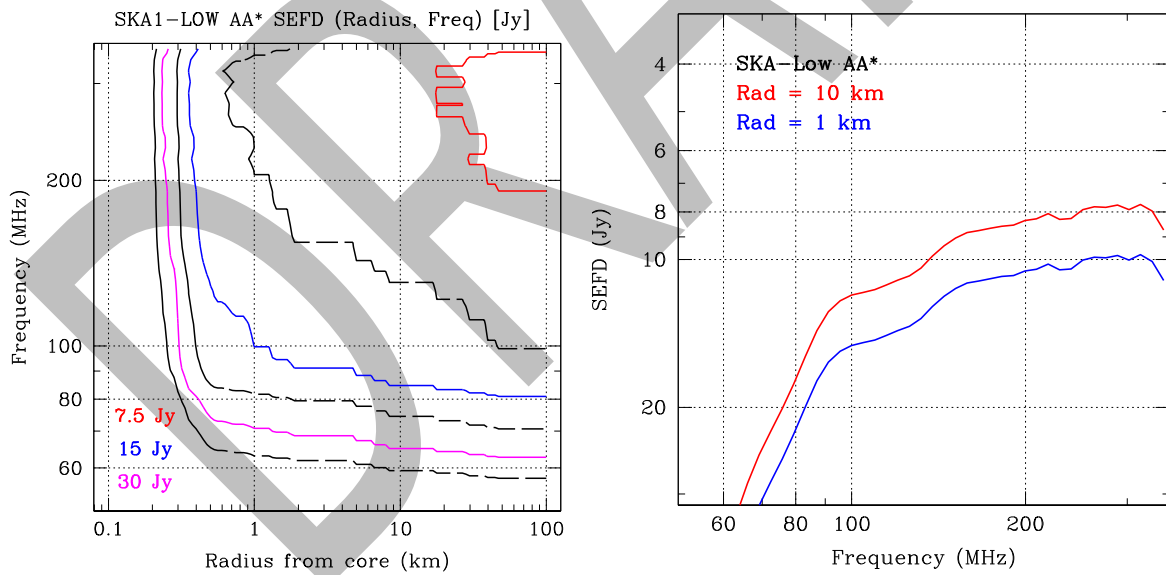 SKA1-LOW AA* SEFD (Radius, Freq) [Jy]
Frequency (MHz)
200
100
80
60
7.5 Jy
15 Jy
30 Jy
0.1
1
10
100
Radius from core (km)
SKA-Low AA*
Rad = 10 km
Rad = 1 km
SEFD (Jy)
4
6
8
10
20
60
80
100
200
Frequency (MHz)
DRA